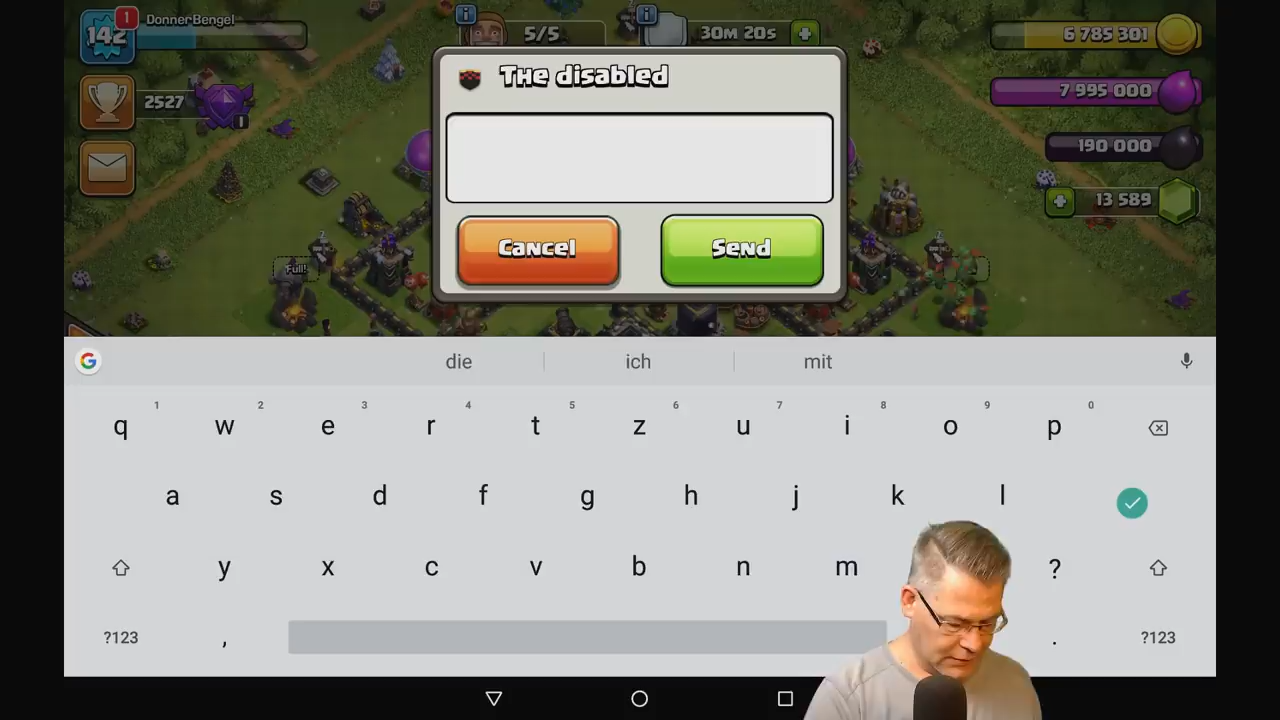 142
1
DonnerBengel
5/5
30M 20S
6 785 301
2527
7 995 000
190 000
13 589
The disabled
Cancel
Send
Full!
die
ich
mit
1 2 3 4 5 6 7 8 9 0
q w e r t z u i o p
a s d f g h j k l
y x c v b n m ?
?123 , . ?123